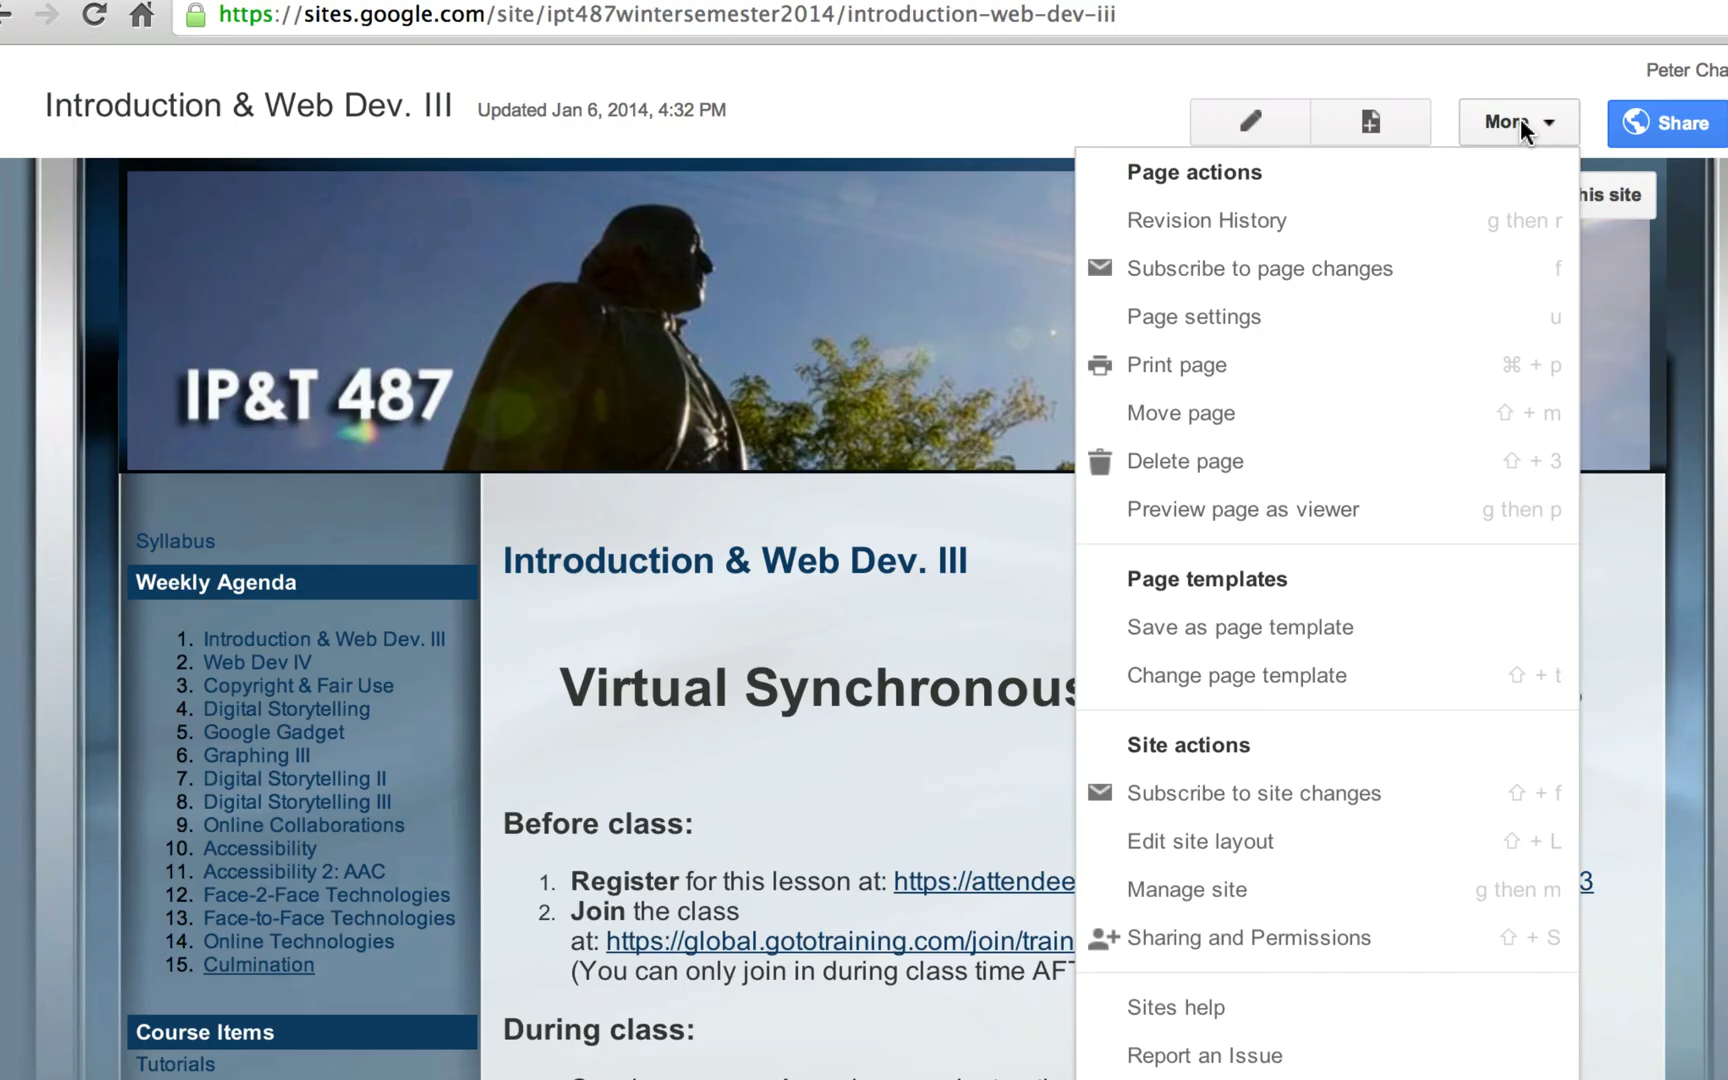 https://sites.google.com/site/ipt487wintersemester2014/introduction-web-dev-iii
Peter Cha
Introduction & Web Dev. III Updated Jan 6, 2014, 4:32 PM
More
Share
his site
IP&T 487
Page actions
Revision History g then r
Subscribe to page changes f
Page settings u
Print page ⌘ + p
Move page ⇧ + m
Delete page ⇧ + 3
Preview page as viewer g then p
Page templates
Save as page template
Change page template ⇧ + t
Site actions
Subscribe to site changes ⇧ + f
Edit site layout ⇧ + L
Manage site g then m
Sharing and Permissions ⇧ + S
Sites help
Report an Issue
Syllabus
Weekly Agenda
1. Introduction & Web Dev. III
2. Web Dev IV
3. Copyright & Fair Use
4. Digital Storytelling
5. Google Gadget
6. Graphing III
7. Digital Storytelling II
8. Digital Storytelling III
9. Online Collaborations
10. Accessibility
11. Accessibility 2: AAC
12. Face-2-Face Technologies
13. Face-to-Face Technologies
14. Online Technologies
15. Culmination
Course Items
Tutorials
Introduction & Web Dev. III
Virtual Synchronous
Before class:
1. Register for this lesson at: https://attendee 3
2. Join the class
at: https://global.gototraining.com/join/train
(You can only join in during class time AFT
During class: